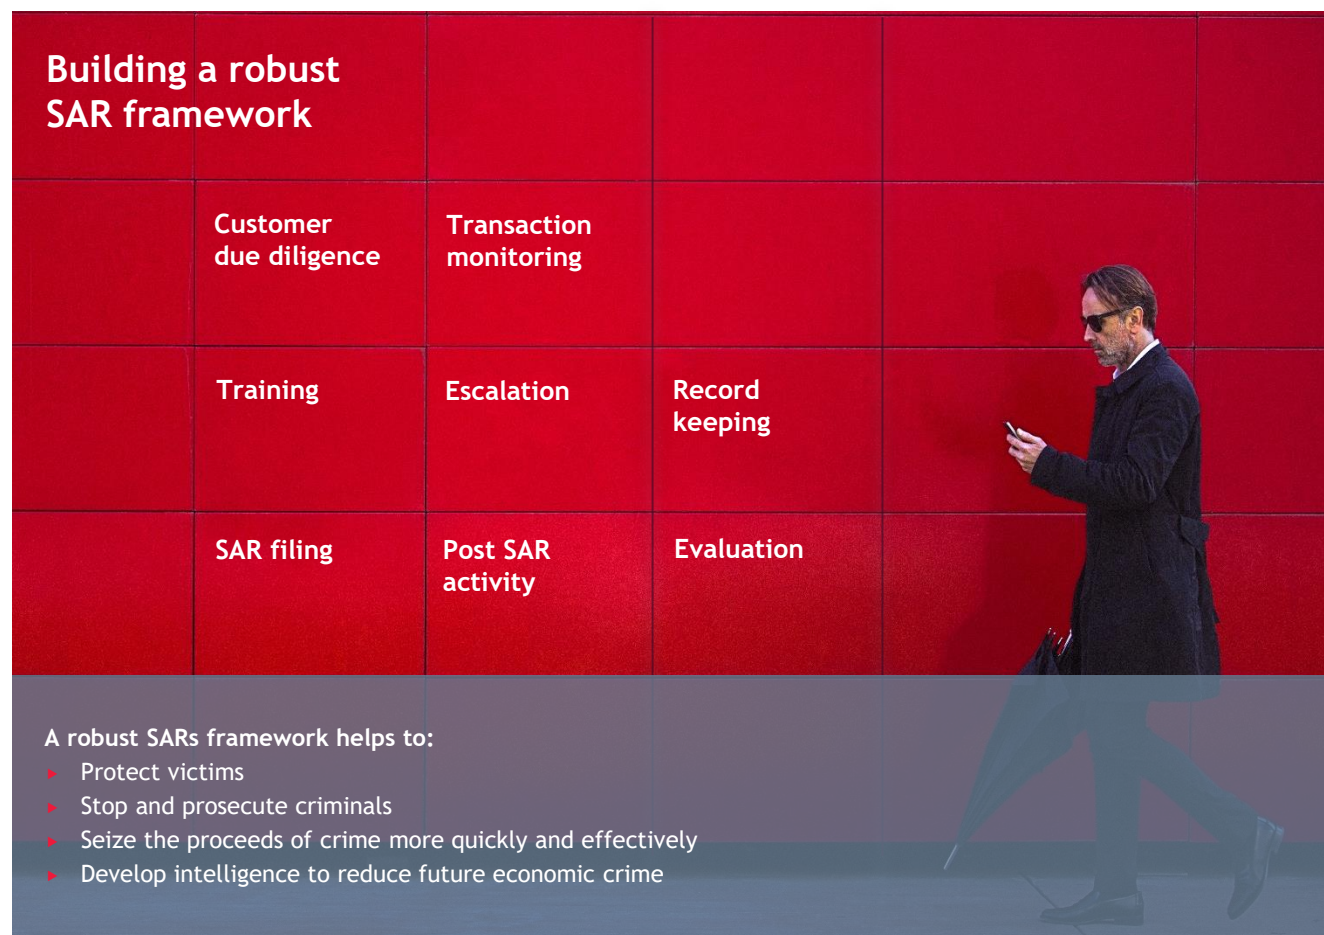 Building a robust
SAR framework
Customer
due diligence
Transaction
monitoring
Training
Escalation
Record
keeping
SAR filing
Post SAR
activity
Evaluation
A robust SARs framework helps to:
Protect victims
Stop and prosecute criminals
Seize the proceeds of crime more quickly and effectively
Develop intelligence to reduce future economic crime